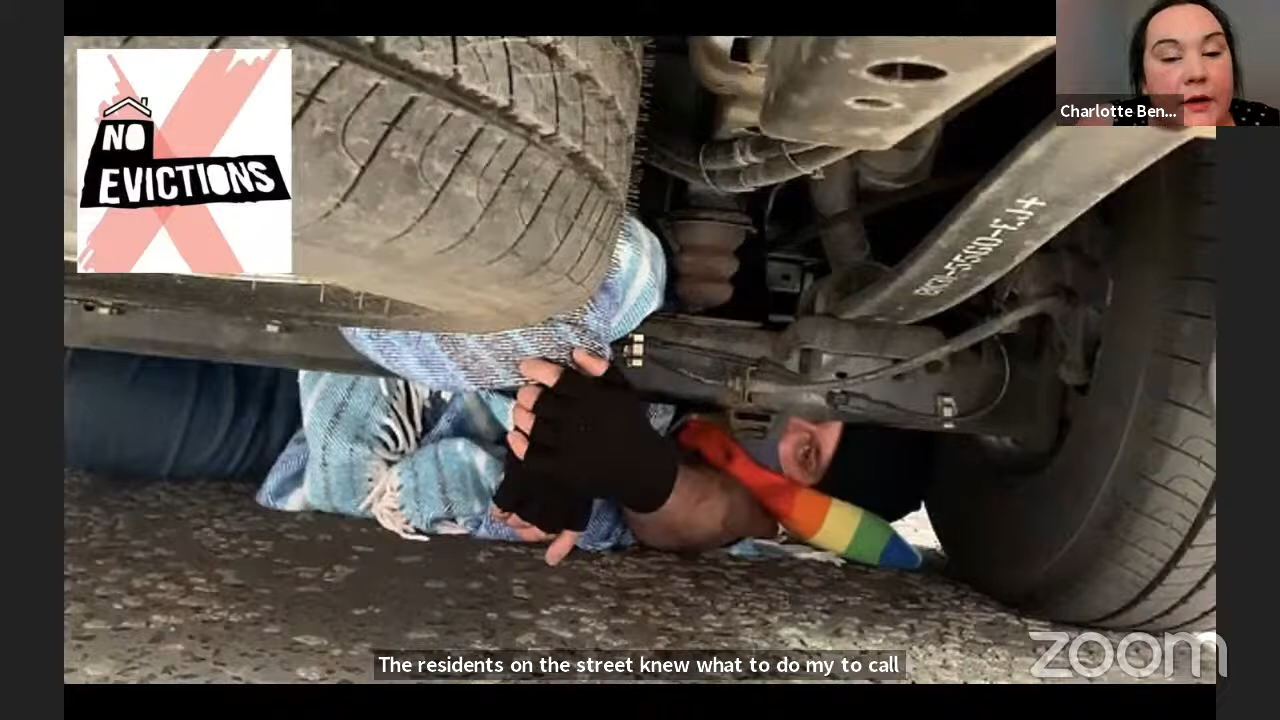 NO
EVICTIONS
Charlotte Ben...
The residents on the street knew what to do my to call
zoom